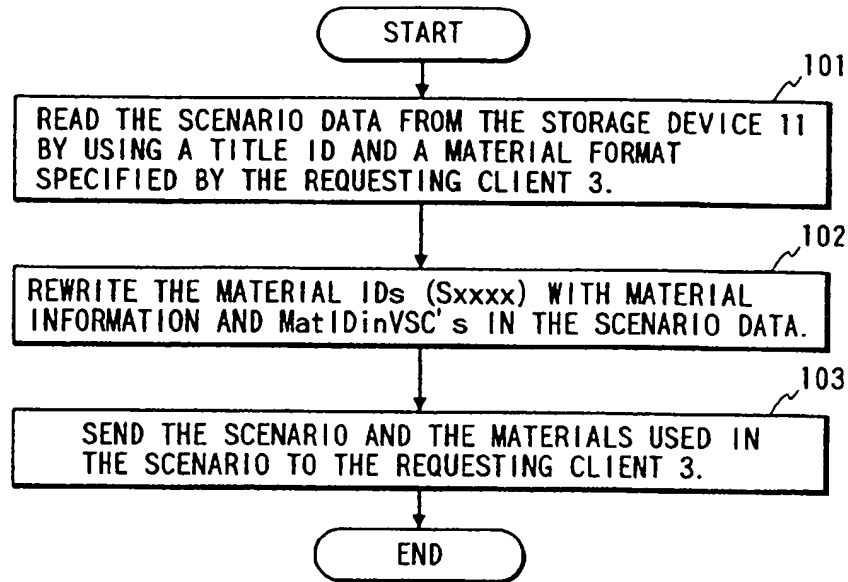 START
101
READ THE SCENARIO DATA FROM THE STORAGE DEVICE 11
BY USING A TITLE ID AND A MATERIAL FORMAT
SPECIFIED BY THE REQUESTING CLIENT 3.
102
REWRITE THE MATERIAL IDs (Sxxxx) WITH MATERIAL
INFORMATION AND MatIDinVSC's IN THE SCENARIO DATA.
103
SEND THE SCENARIO AND THE MATERIALS USED IN
THE SCENARIO TO THE REQUESTING CLIENT 3.
END